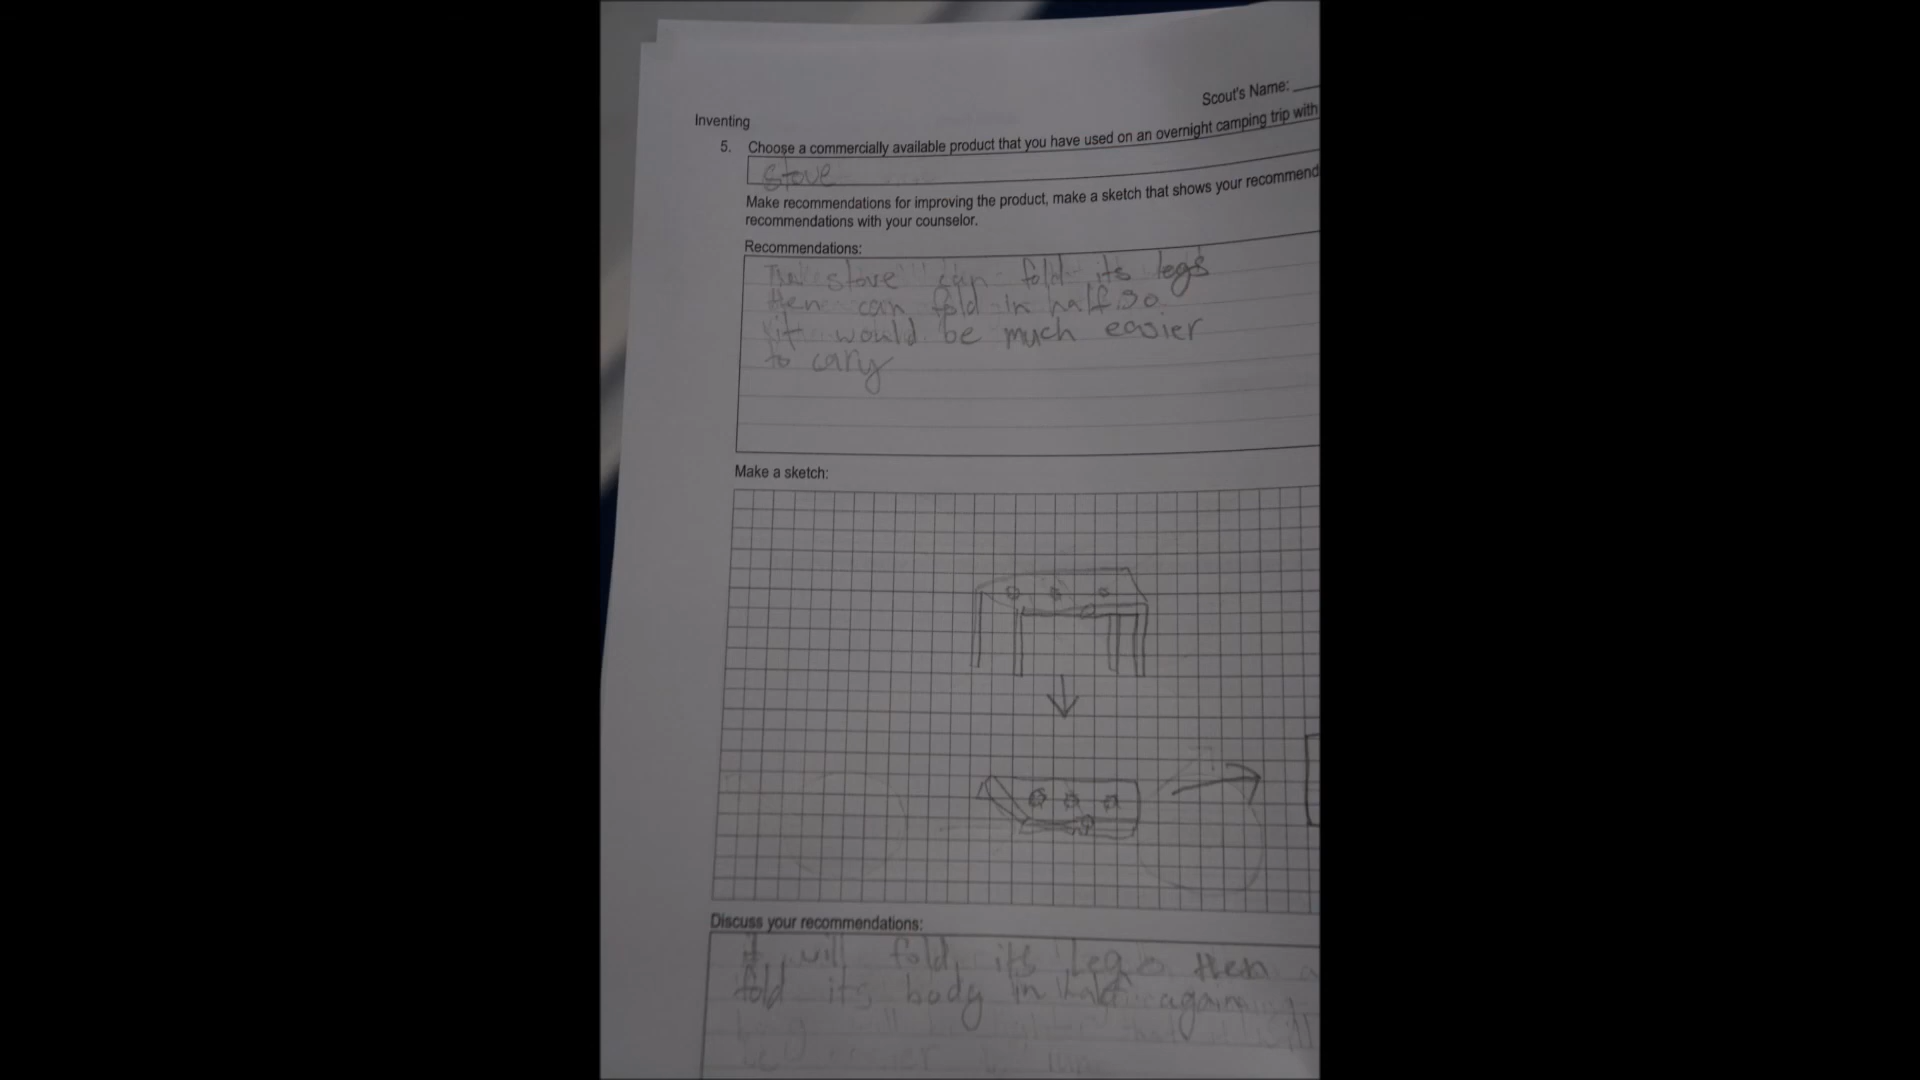 Scout's Name:
Inventing
5. Choose a commercially available product that you have used on an overnight camping trip with
Stove
Make recommendations for improving the product, make a sketch that shows your recommend
recommendations with your counselor.
Recommendations:
The stove can fold its legs
then can fold in half so
it would be much easier
to cary
Make a sketch:
Discuss your recommendations:
It will fold its legs then
fold its body in half again
be easier